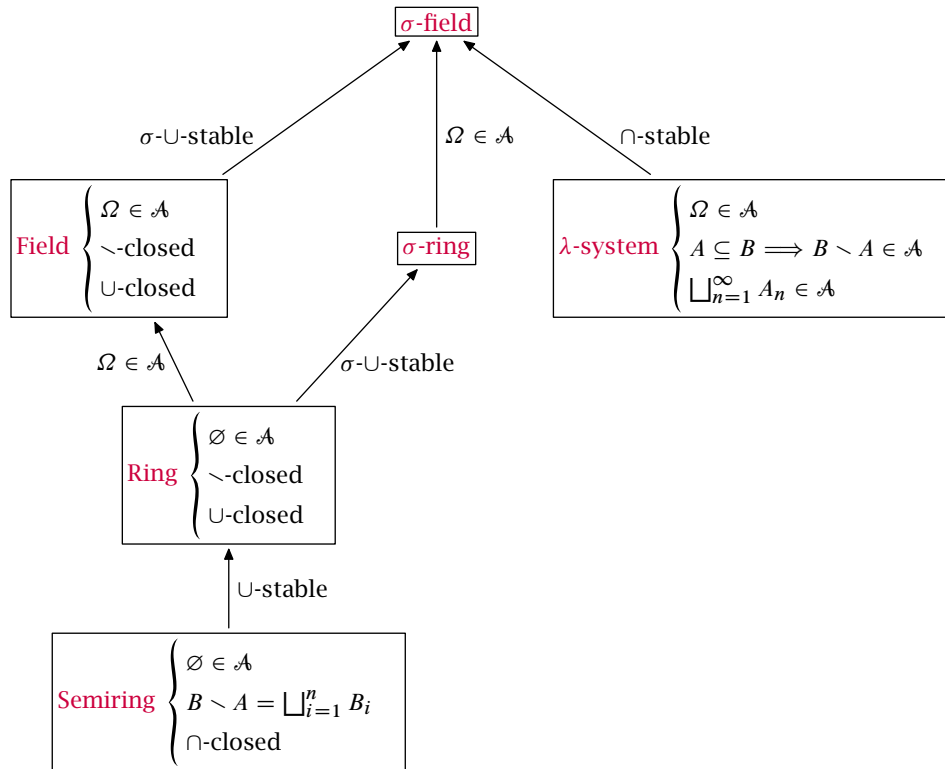 σ-field
σ-∪-stable
Ω ∈ 𝒜
∩-stable
Field
Ω ∈ 𝒜
∖-closed
∪-closed
σ-ring
λ-system
Ω ∈ 𝒜
A ⊆ B ⟹ B ∖ A ∈ 𝒜
⨆_{n=1}^{∞} A_n ∈ 𝒜
Ω ∈ 𝒜
σ-∪-stable
Ring
∅ ∈ 𝒜
∖-closed
∪-closed
∪-stable
Semiring
∅ ∈ 𝒜
B ∖ A = ⨆_{i=1}^{n} B_i
∩-closed